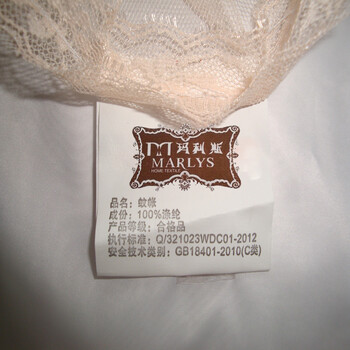 玛利斯
MARLYS
HOME TEXTILE
品名：蚊帐
成份：100%涤纶
产品等级：合格品
执行标准：Q/321023WDC01-2012
安全技术类别：GB18401-2010(C类)